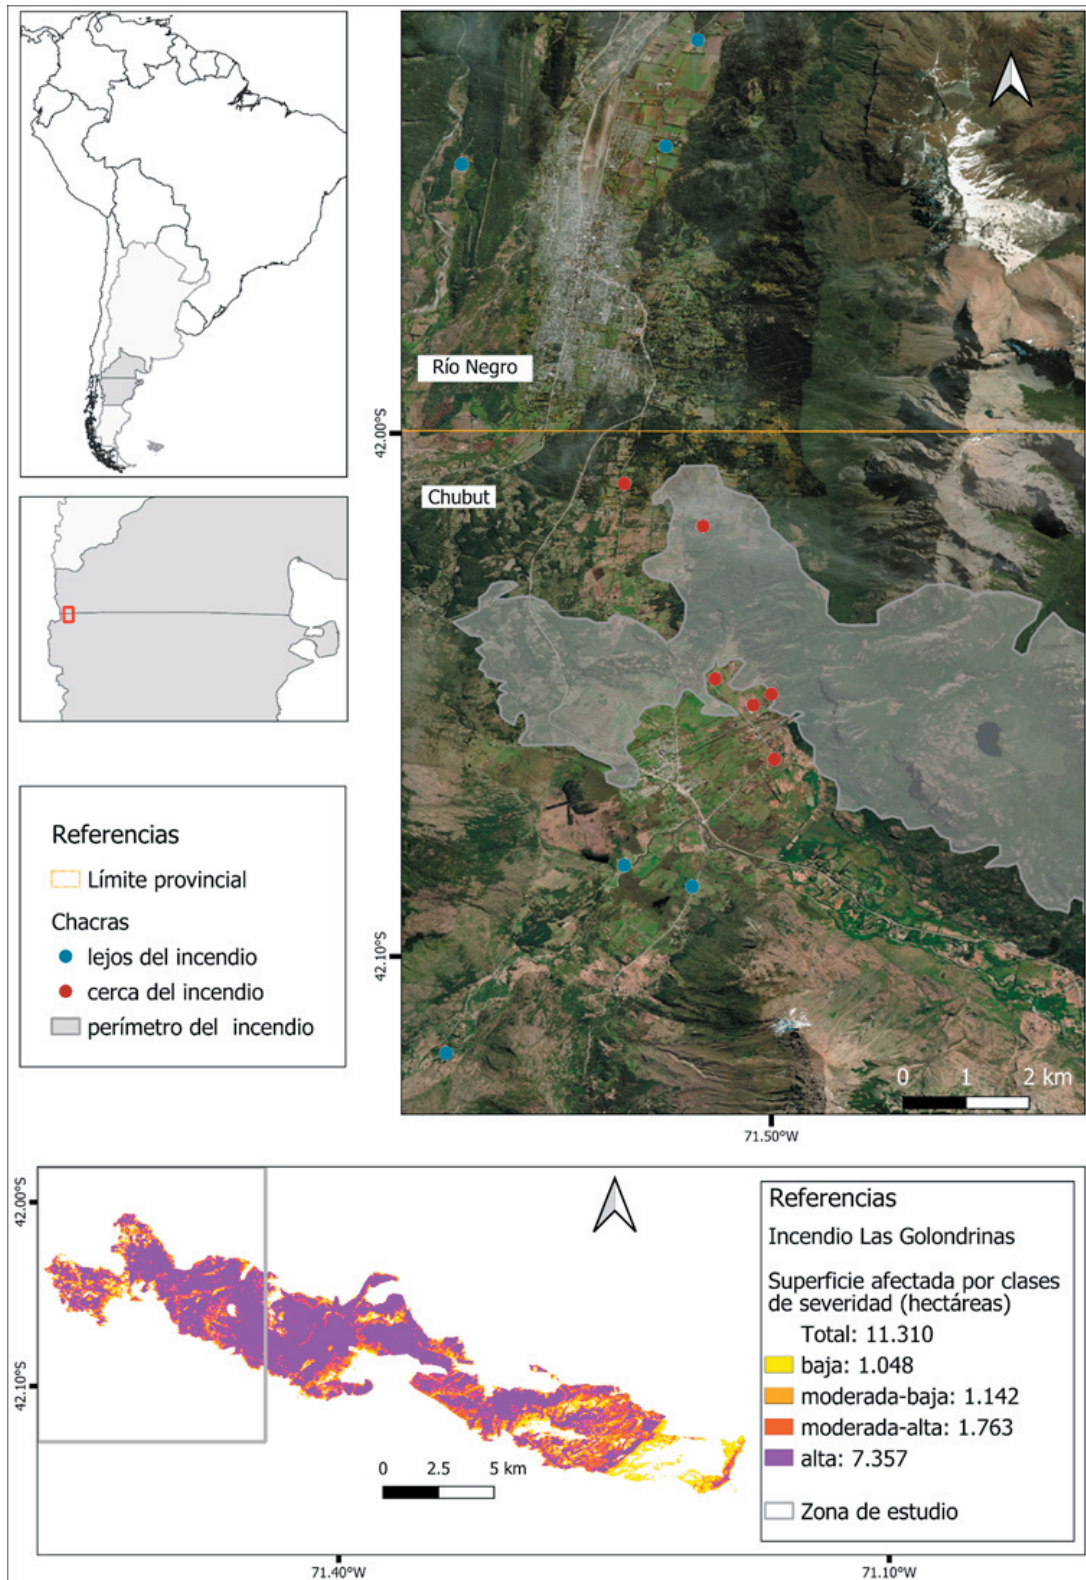 Río Negro
42.00°S
Chubut
42.10°S
0 1 2 km
71.50°W
Referencias
Límite provincial
Chacras
lejos del incendio
cerca del incendio
perímetro del incendio
42.00°S
42.10°S
0 2.5 5 km
71.40°W
71.10°W
Referencias
Incendio Las Golondrinas
Superficie afectada por clases
de severidad (hectáreas)
Total: 11.310
baja: 1.048
moderada-baja: 1.142
moderada-alta: 1.763
alta: 7.357
Zona de estudio